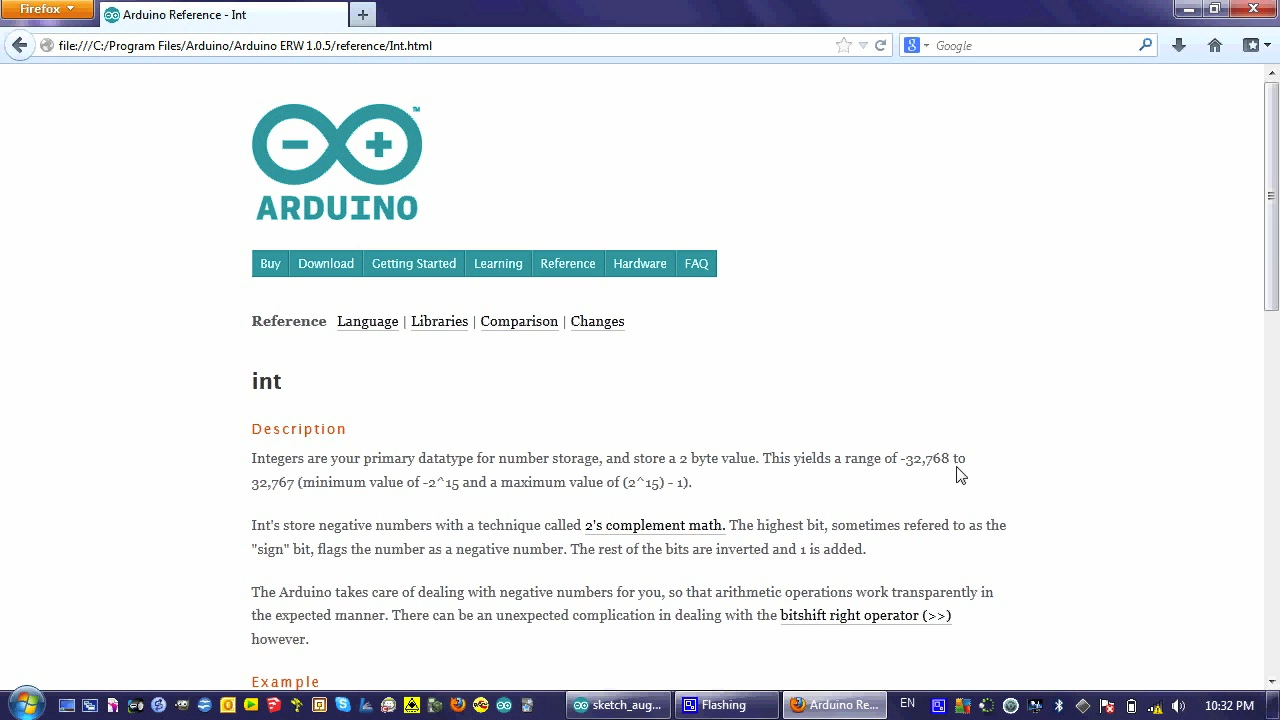 Firefox
Arduino Reference - Int
file:///C:/Program Files/Arduino/Arduino ERW 1.0.5/reference/Int.html
Google
TM
ARDUINO
Buy Download Getting Started Learning Reference Hardware FAQ
Reference Language | Libraries | Comparison | Changes
int
Description
Integers are your primary datatype for number storage, and store a 2 byte value. This yields a range of -32,768 to
32,767 (minimum value of -2^15 and a maximum value of (2^15) - 1).
Int's store negative numbers with a technique called 2's complement math. The highest bit, sometimes refered to as the
"sign" bit, flags the number as a negative number. The rest of the bits are inverted and 1 is added.
The Arduino takes care of dealing with negative numbers for you, so that arithmetic operations work transparently in
the expected manner. There can be an unexpected complication in dealing with the bitshift right operator (>>)
however.
Example
sketch_aug... Flashing Arduino Re... EN 10:32 PM